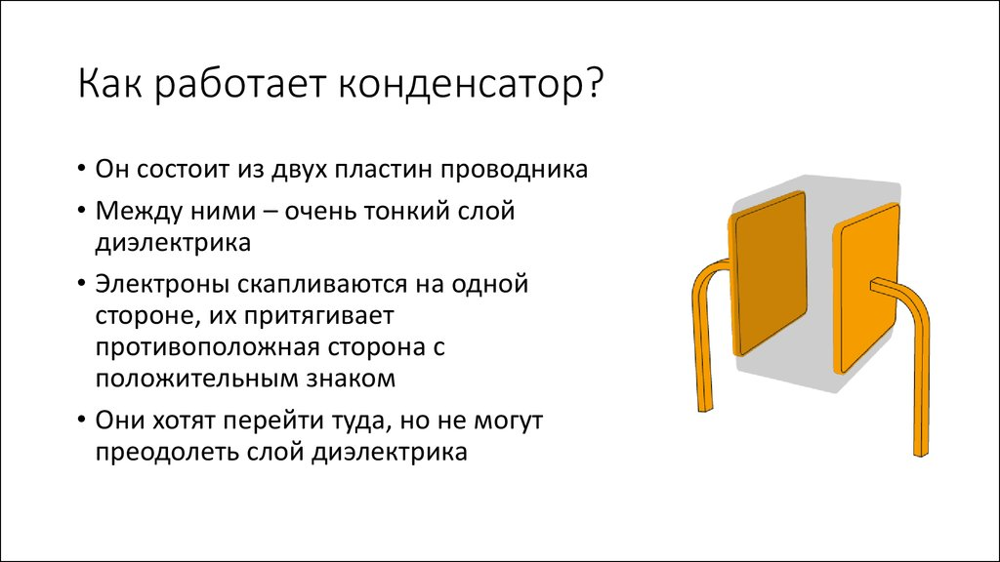 Как работает конденсатор?
• Он состоит из двух пластин проводника
• Между ними – очень тонкий слой
диэлектрика
• Электроны скапливаются на одной
стороне, их притягивает
противоположная сторона с
положительным знаком
• Они хотят перейти туда, но не могут
преодолеть слой диэлектрика